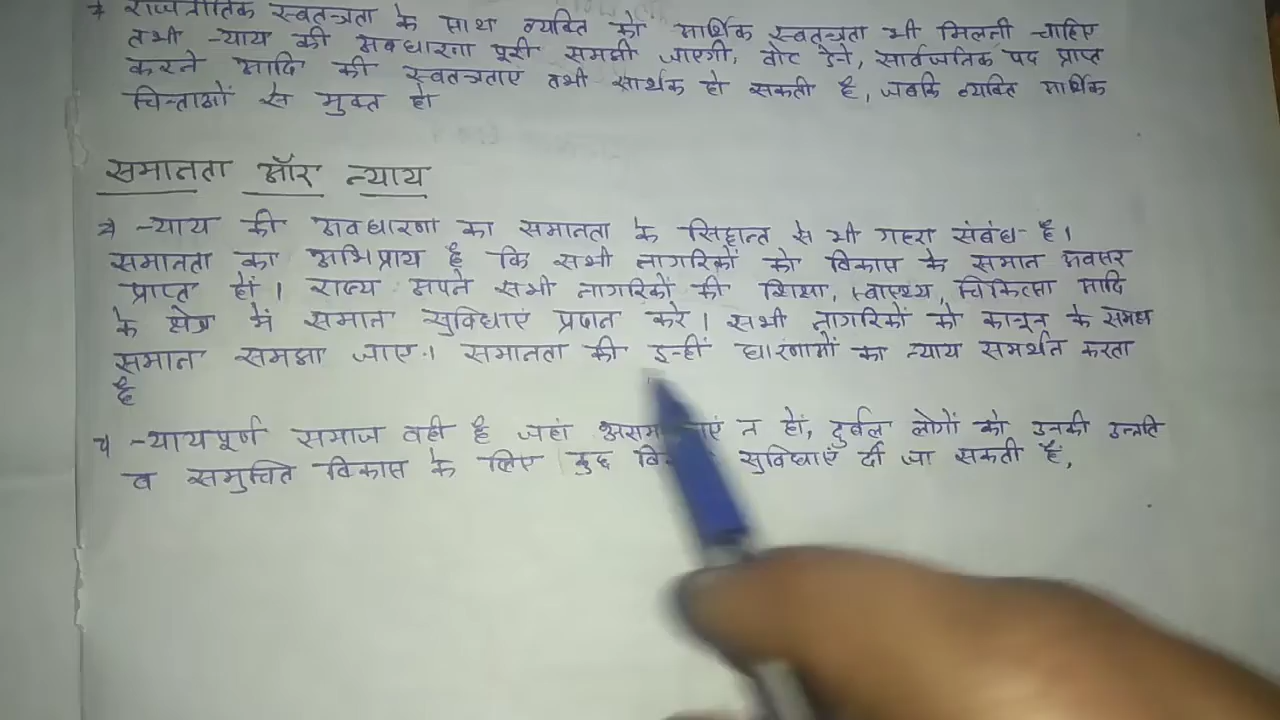 राजनीतिक स्वतन्त्रता के साथ व्यक्ति को आर्थिक स्वतन्त्रता भी मिलनी चाहिए
तभी न्याय की अवधारणा पूरी समझी जाएगी, वोट देने, सार्वजनिक पद प्राप्त
करने आदि की स्वतन्त्रताएं तभी सार्थक हो सकती है, जबकि व्यक्ति आर्थिक
चिन्ताओं से मुक्त हो
समानता और न्याय
न्याय की अवधारणा का समानता के सिद्धान्त से भी गहरा संबंध है।
समानता का अभिप्राय है कि सभी नागरिकों को विकास के समान अवसर
प्राप्त हों। राज्य अपने सभी नागरिकों की शिक्षा, स्वास्थ्य, चिकित्सा आदि
के क्षेत्र में समान सुविधाएं प्रदान करे। सभी नागरिकों को कानून के समक्ष
समान समझा जाए। समानता की इन्हीं धारणाओं का न्याय समर्थन करता
है
न्यायपूर्ण समाज वही है जहां न हों, दुर्बल लोगों को उनकी उन्नति
व समुचित विकास के लिए कुछ सुविधाएँ दी जा सकती हैं,